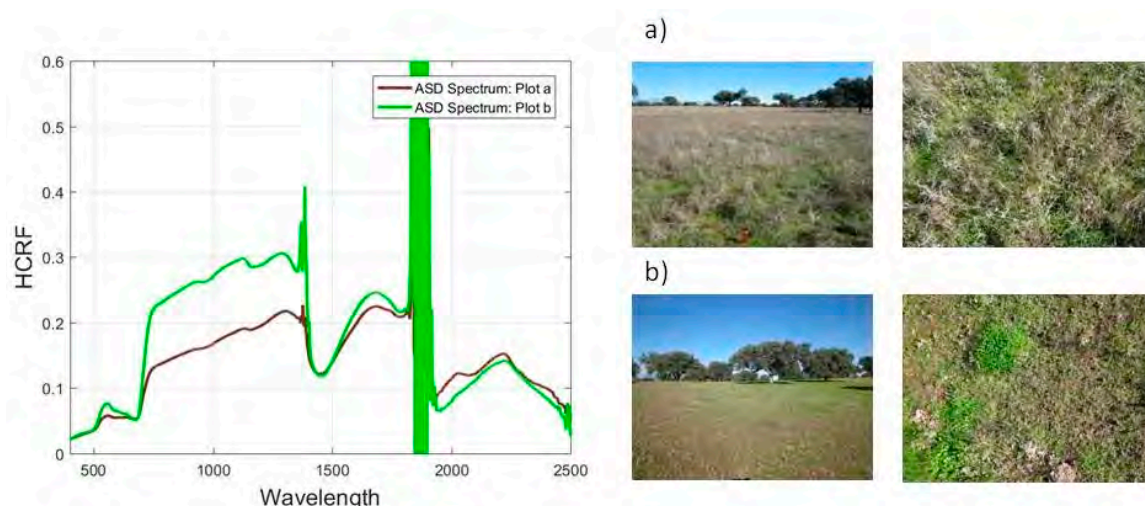 a)
0.6
ASD Spectrum: Plot a
ASD Spectrum: Plot b
0.5
0.4
HCRF
0.3
0.2
0.1
0
500
1000
1500
2000
2500
Wavelength
b)